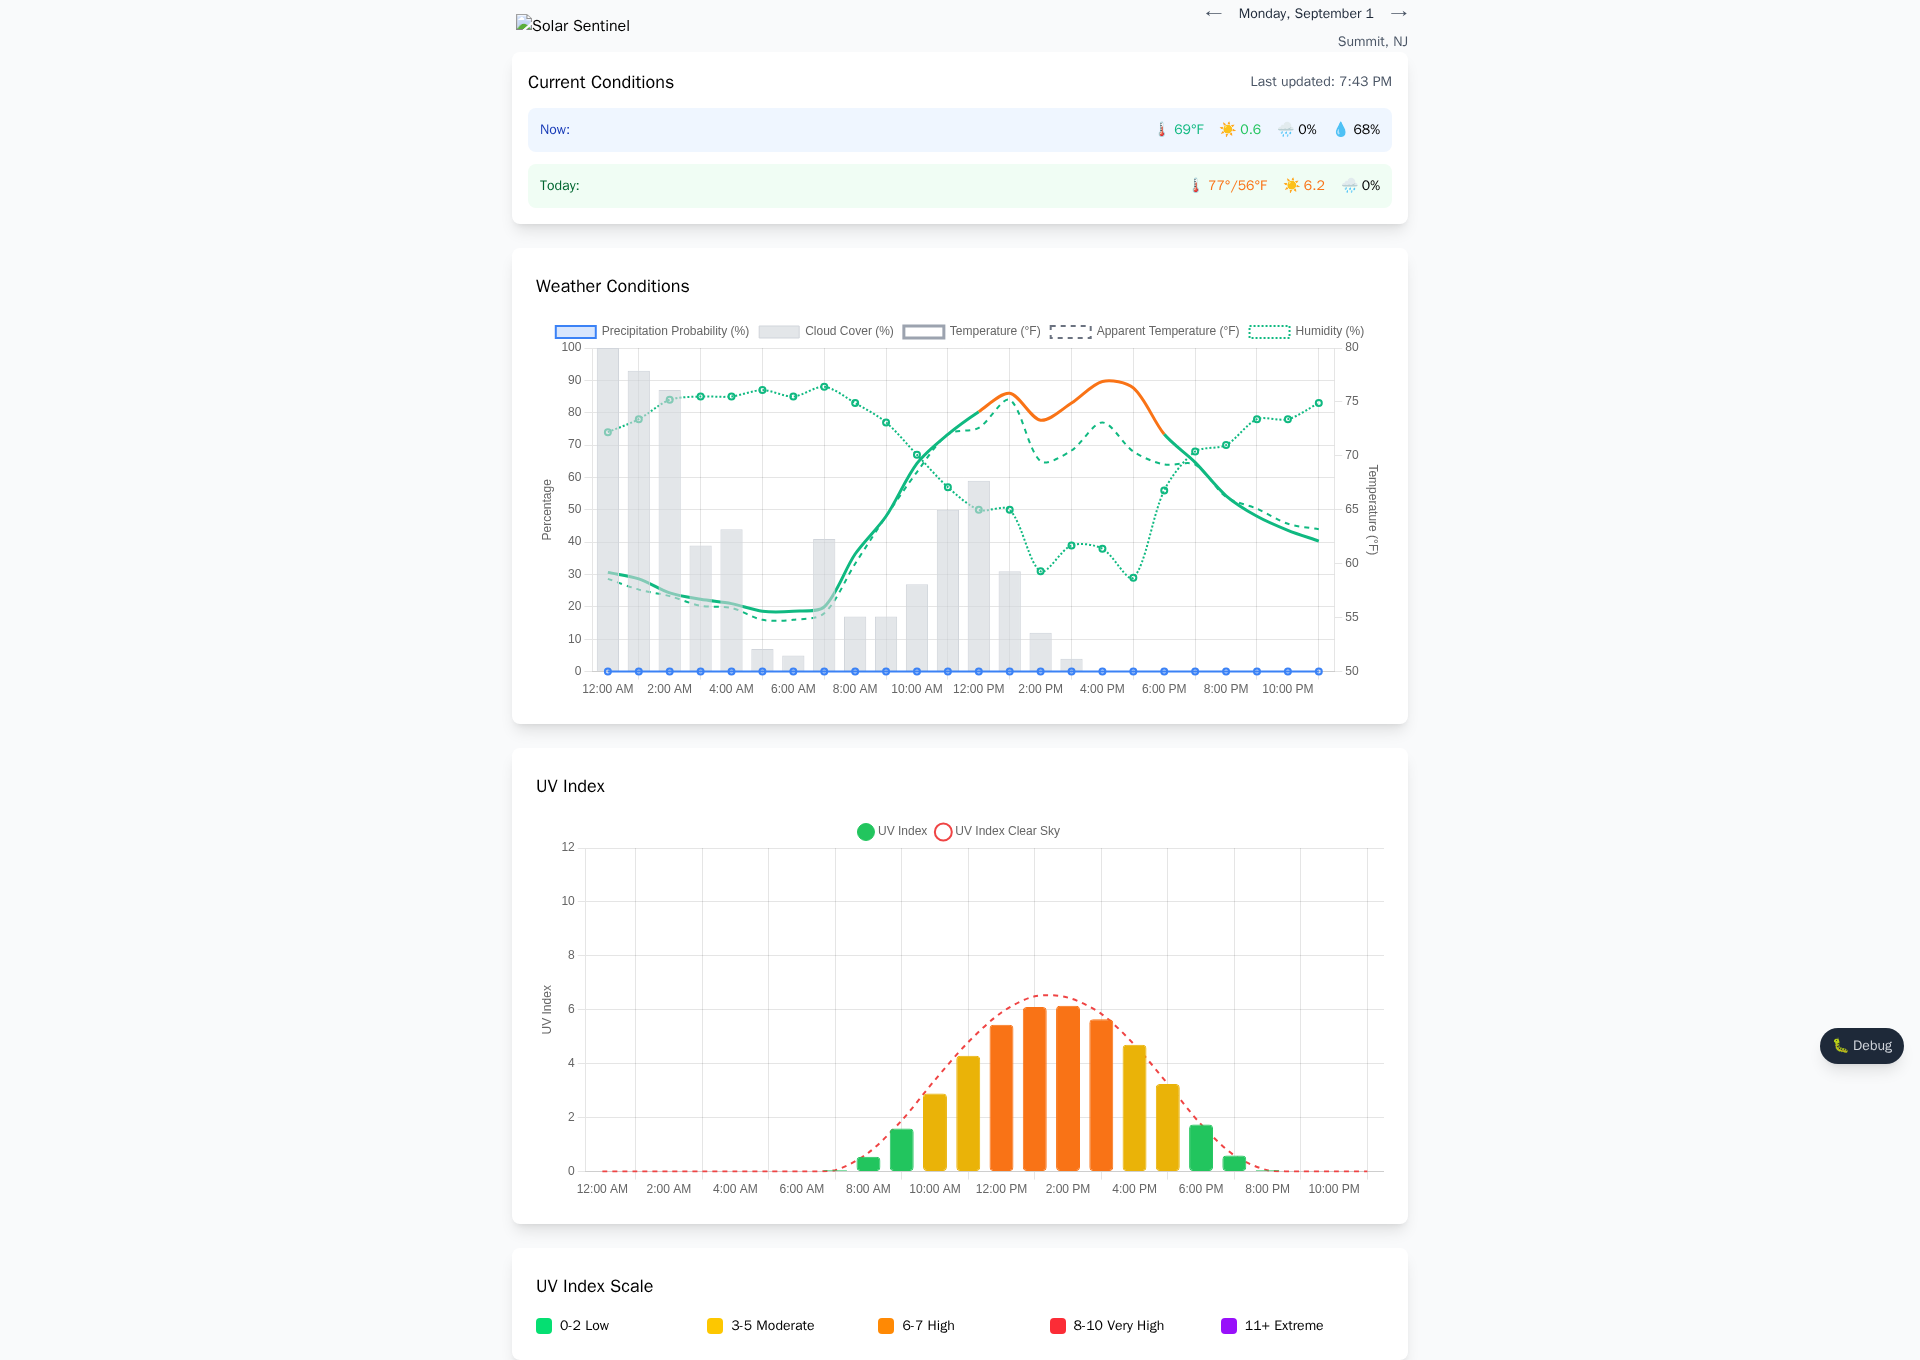 Solar Sentinel
← Monday, September 1 →
Summit, NJ
Current Conditions
Last updated: 7:43 PM
Now:
🌡️ 69°F ☀️ 0.6 🌧️ 0% 💧 68%
Today:
🌡️ 77°/56°F ☀️ 6.2 🌧️ 0%
Weather Conditions
Precipitation Probability (%) Cloud Cover (%) Temperature (°F) Apparent Temperature (°F) Humidity (%)
100
90
80
70
60
50
40
30
20
10
0
Percentage
80
75
70
65
60
55
50
Temperature (°F)
12:00 AM 2:00 AM 4:00 AM 6:00 AM 8:00 AM 10:00 AM 12:00 PM 2:00 PM 4:00 PM 6:00 PM 8:00 PM 10:00 PM
UV Index
UV Index UV Index Clear Sky
12
10
8
6
4
2
0
UV Index
12:00 AM 2:00 AM 4:00 AM 6:00 AM 8:00 AM 10:00 AM 12:00 PM 2:00 PM 4:00 PM 6:00 PM 8:00 PM 10:00 PM
🐛 Debug
UV Index Scale
0-2 Low 3-5 Moderate 6-7 High 8-10 Very High 11+ Extreme